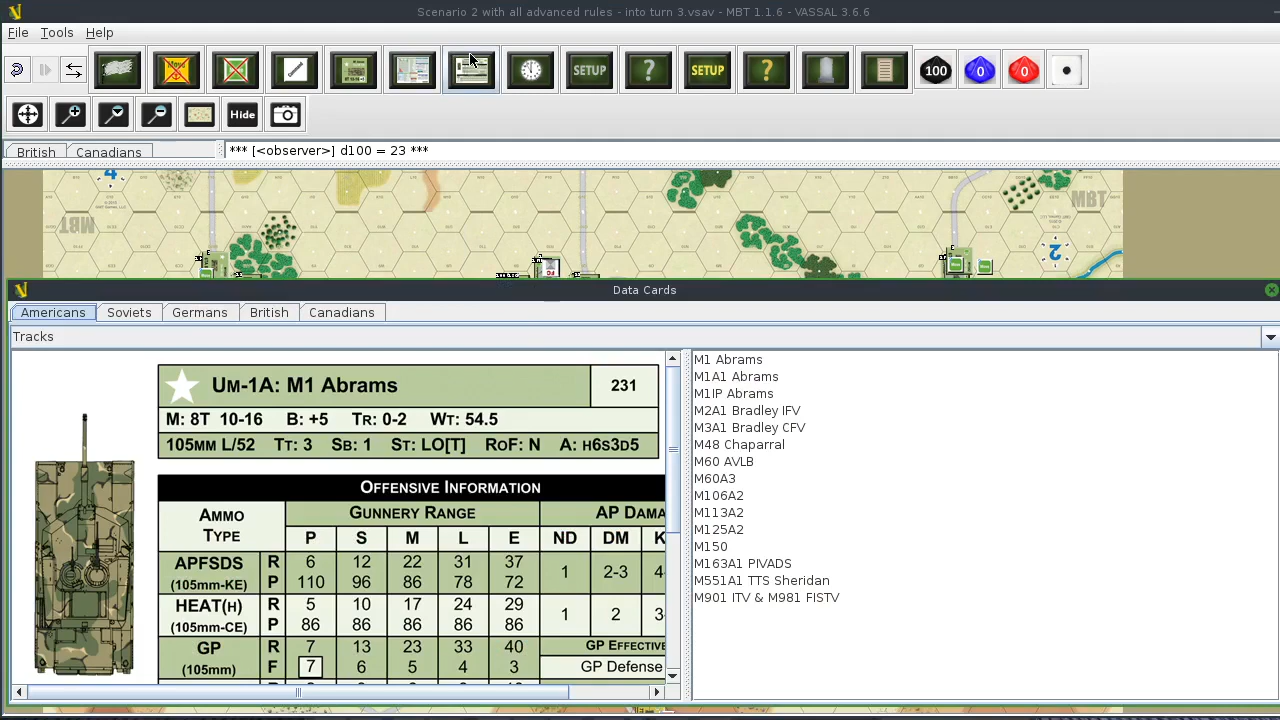 Scenario 2 with all advanced rules - into turn 3.vsav - MBT 1.1.6 - VASSAL 3.6.6
File Tools Help
SETUP ? SETUP ? 100 0 0
Hide
British Canadians *** [<observer>] d100 = 23 ***
4
MBT
MBT
2
Data Cards
Americans Soviets Germans British Canadians
Tracks
UM-1A: M1 Abrams 231
M: 8T 10-16 B: +5 TR: 0-2 WT: 54.5
105MM L/52 TT: 3 SB: 1 ST: LO[T] ROF: N A: H6S3D5
OFFENSIVE INFORMATION
AMMO TYPE GUNNERY RANGE AP DAMA
P S M L E ND DM K
APFSDS R 6 12 22 31 37
(105mm-KE) P 110 96 86 78 72 1 2-3 4-
HEAT(H) R 5 10 17 24 29
(105mm-CE) P 86 86 86 86 86 1 2 3-
GP R 7 13 23 33 40 GP EFFECTIVE
(105mm) F 7 6 5 4 3 GP Defense
M1 Abrams
M1A1 Abrams
M1IP Abrams
M2A1 Bradley IFV
M3A1 Bradley CFV
M48 Chaparral
M60 AVLB
M60A3
M106A2
M113A2
M125A2
M150
M163A1 PIVADS
M551A1 TTS Sheridan
M901 ITV & M981 FISTV